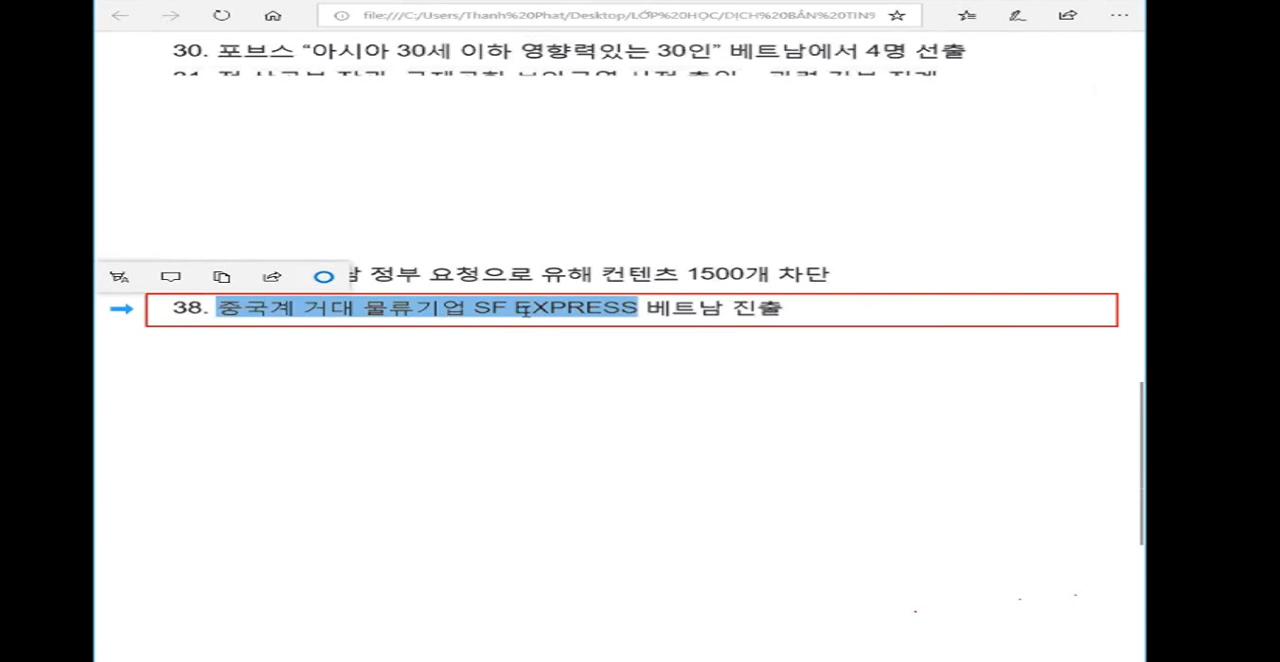 file:///C:/Users/Thanh%20Phat/Desktop/LỚP%20HỌC/DỊCH%20BẢN%20TIN%
30. 포브스 “아시아 30세 이하 영향력있는 30인” 베트남에서 4명 선출
정부 요청으로 유해 컨텐츠 1500개 차단
38. 중국계 거대 물류기업 SF EXPRESS 베트남 진출